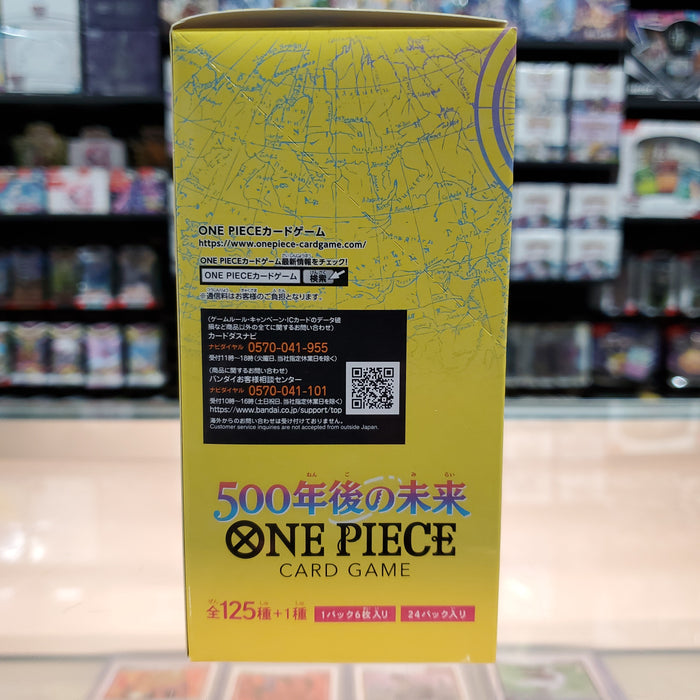 ONE PIECEカードゲーム
https://www.onepiece-cardgame.com/
ONE PIECEカードゲーム最新情報をチェック!
ONE PIECEカードゲーム 検索
※通信料はお客様のご負担となります。
〈ゲームルール・キャンペーン・ICカードのデータ破
損など商品以外の全てに関するお問い合わせ〉
カードダスナビ
ナビダイヤル 0570-041-955
受付11時〜18時(火曜日、当社指定休業日を除く)
〈商品に関するお問い合わせ〉
バンダイお客様相談センター
ナビダイヤル 0570-041-101
受付10時〜16時(土日祝日、当社指定休業日を除く)
https://www.bandai.co.jp/support/top
海外からのお問い合わせは受け付けておりません。
Customer service inquiries are not accepted from outside Japan.
500年後の未来
ONE PIECE
CARD GAME
全125種+1種 1パック6枚入り 24パック入り